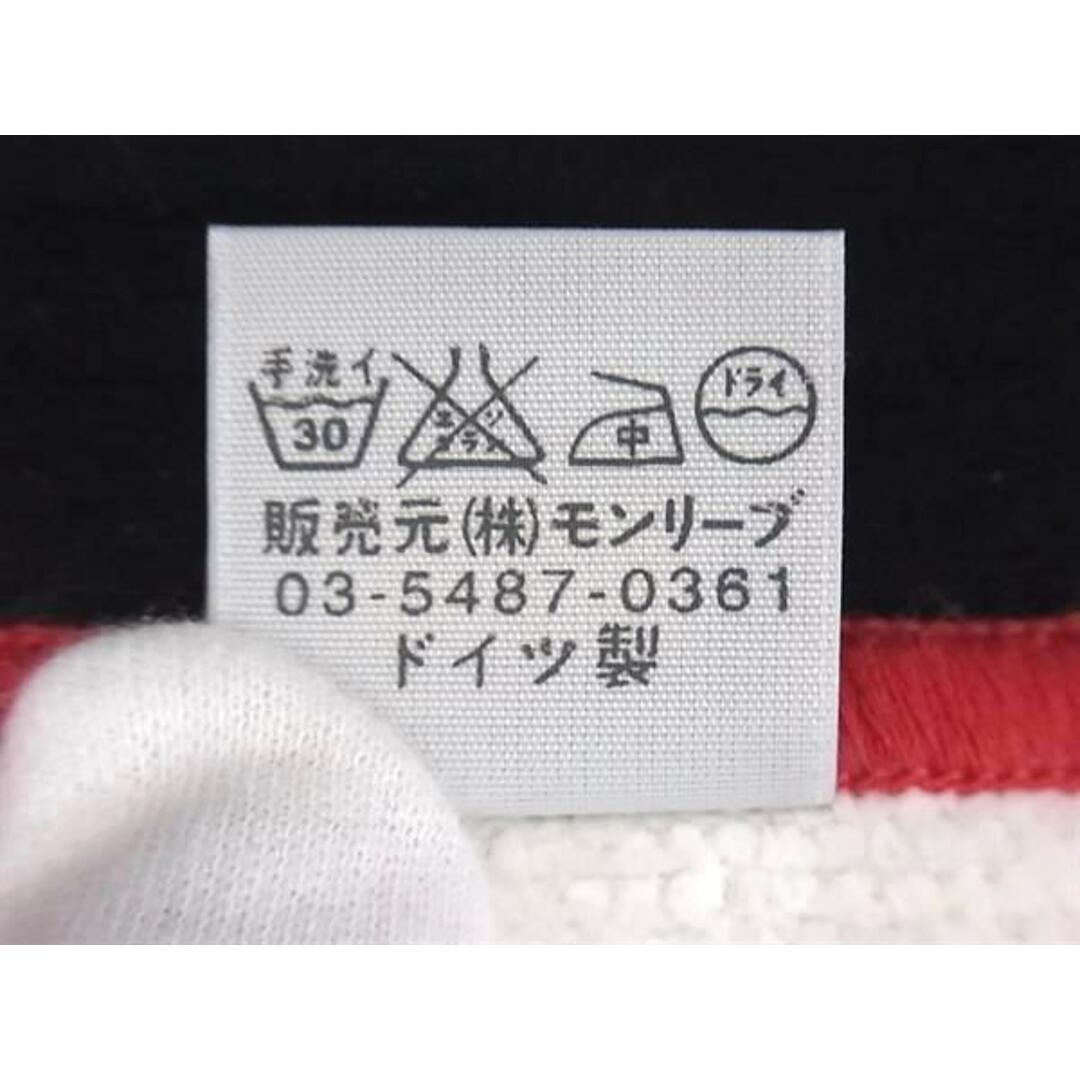 手洗イ
30
エンソ
サラシ
中
ドライ
販売元(株)モンリーブ
03-5487-0361
ドイツ製